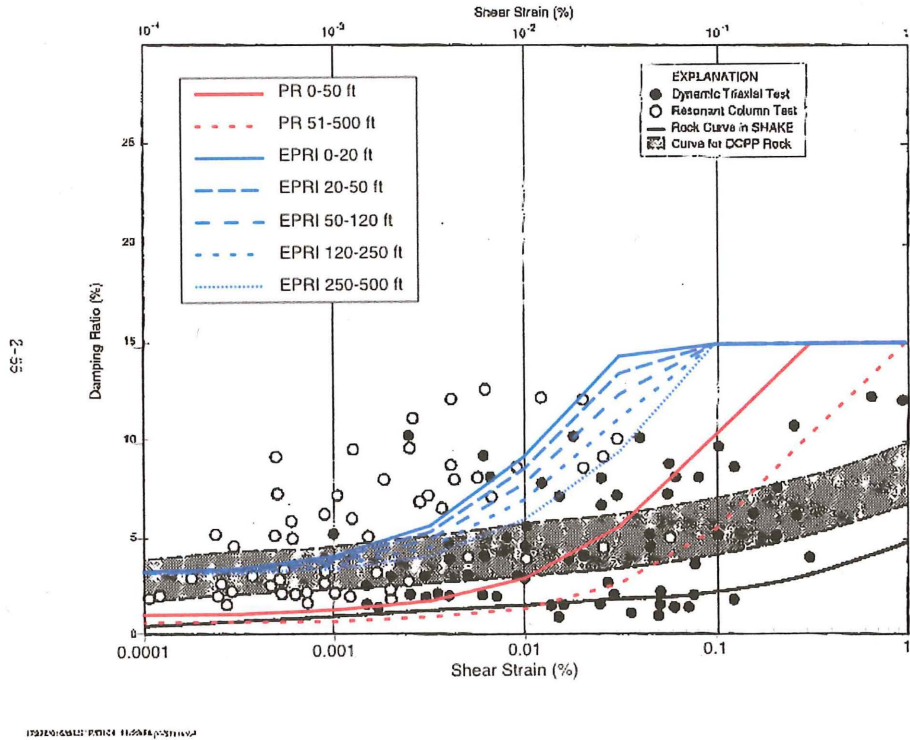 Shear Strain (%)
10⁻⁴ 10⁻³ 10⁻² 10⁻¹ 1
PR 0-50 ft
PR 51-500 ft
EPRI 0-20 ft
EPRI 20-50 ft
EPRI 50-120 ft
EPRI 120-250 ft
EPRI 250-500 ft
EXPLANATION
Dynamic Triaxial Test
Resonant Column Test
Rock Curve in SHAKE
Curve for DCPP Rock
25
20
15
10
5
0
Damping Ratio (%)
2-55
0.0001 0.001 0.01 0.1 1
Shear Strain (%)